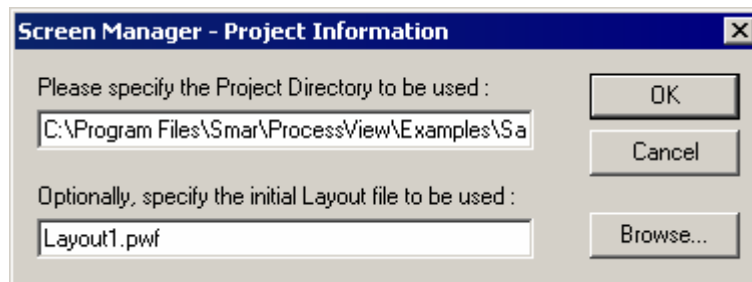 Screen Manager - Project Information
Please specify the Project Directory to be used :
C:\Program Files\Smar\ProcessView\Examples\Sa
OK
Cancel
Optionally, specify the initial Layout file to be used :
Layout1.pwf
Browse...